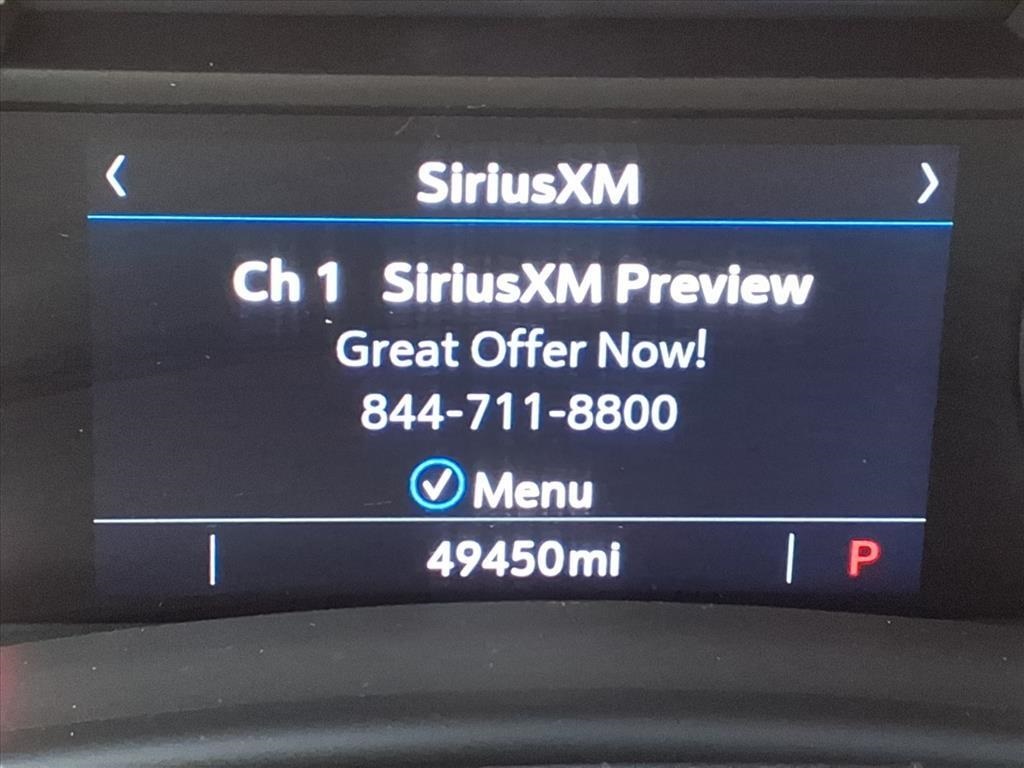 SiriusXM
Ch 1 SiriusXM Preview
Great Offer Now!
844-711-8800
Menu
49450mi P